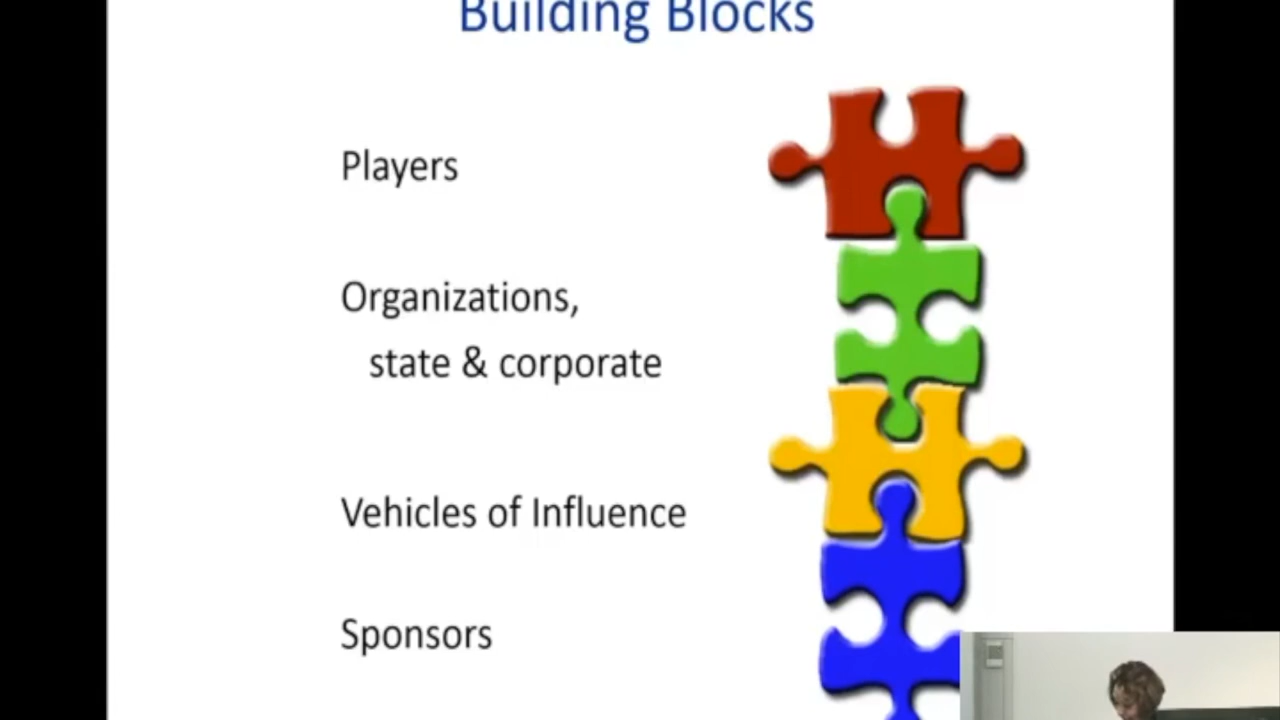 Building Blocks
Players
Organizations,
state & corporate
Vehicles of Influence
Sponsors